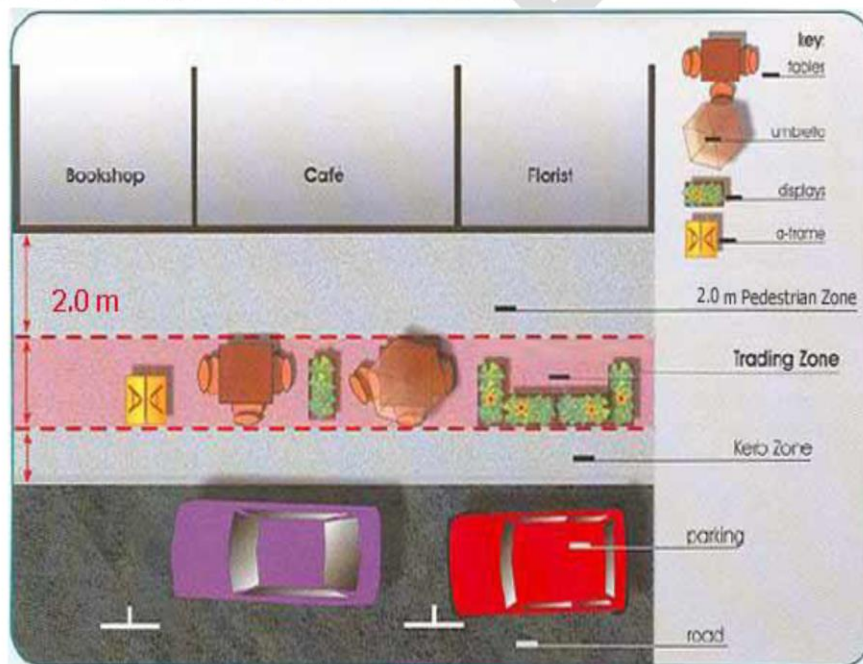 key:
tables
umbrella
displays
a-frame
Bookshop
Café
Florist
2.0 m
2.0 m Pedestrian Zone
Trading Zone
Kerb Zone
parking
road